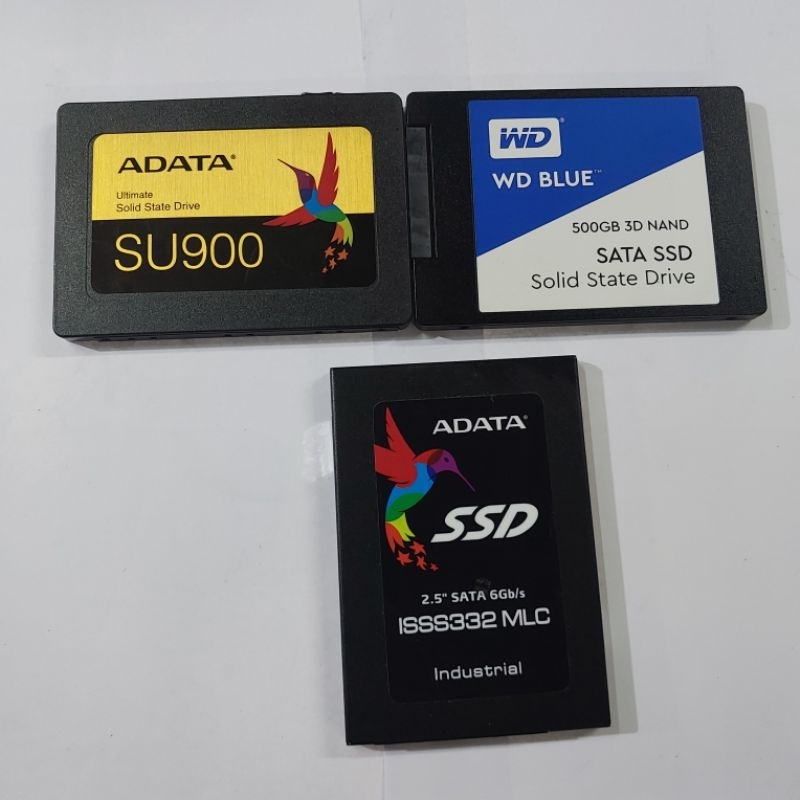 ADATA®
Ultimate
Solid State Drive
SU900
WD®
WD BLUE™
500GB 3D NAND
SATA SSD
Solid State Drive
ADATA®
SSD
2.5" SATA 6Gb/s
ISSS332 MLC
Industrial